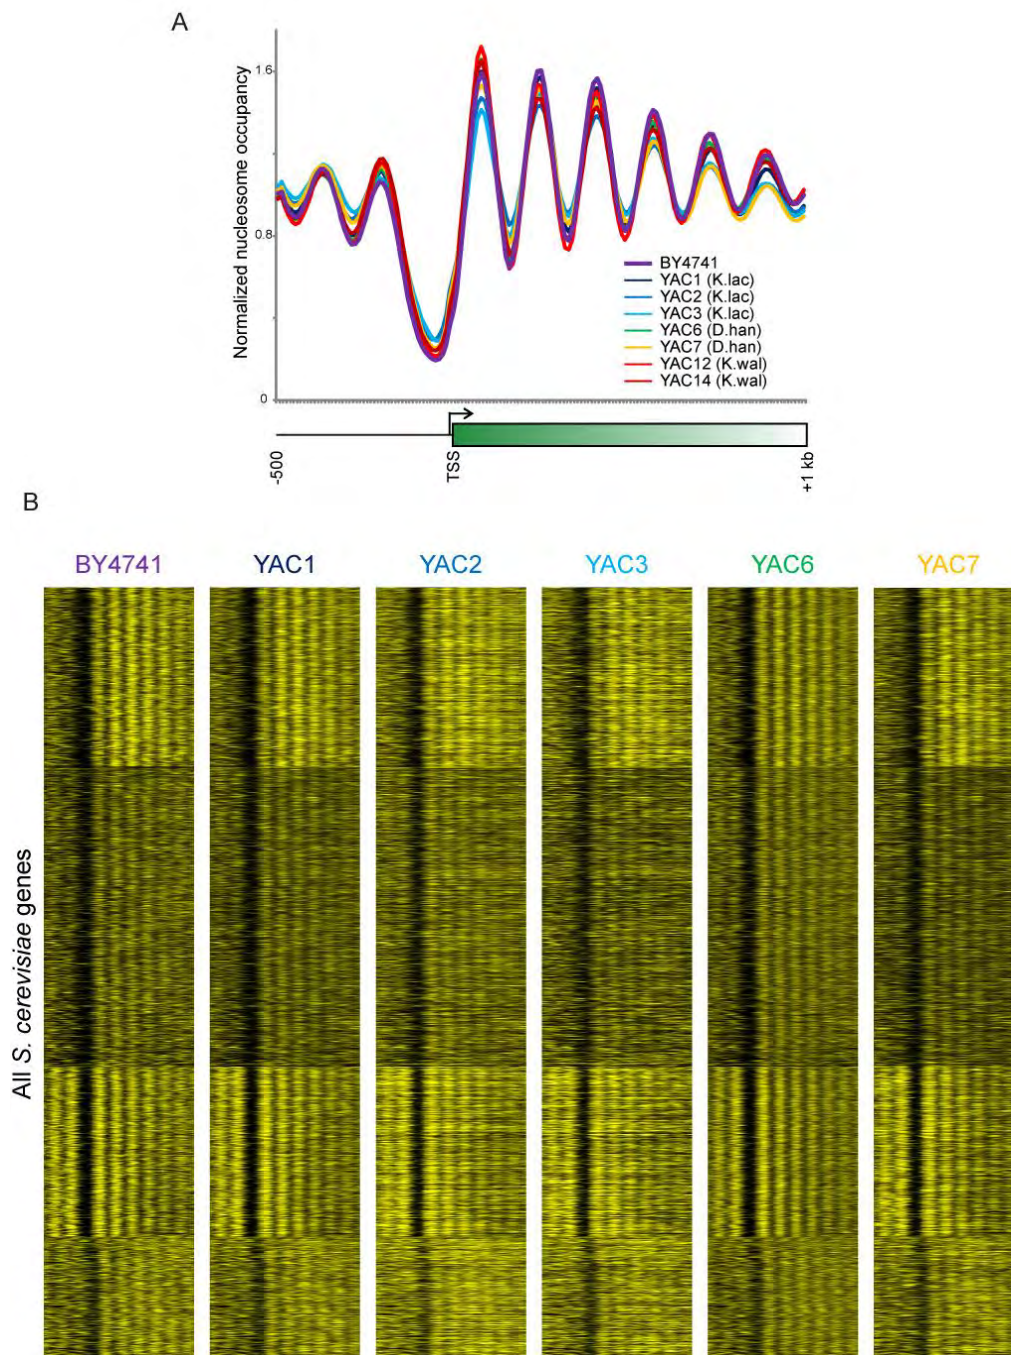 A
Normalized nucleosome occupancy
1.6
0.8
0
BY4741
YAC1 (K.lac)
YAC2 (K.lac)
YAC3 (K.lac)
YAC6 (D.han)
YAC7 (D.han)
YAC12 (K.wal)
YAC14 (K.wal)
-500
TSS
+1 kb
B
BY4741 YAC1 YAC2 YAC3 YAC6 YAC7
All S. cerevisiae genes